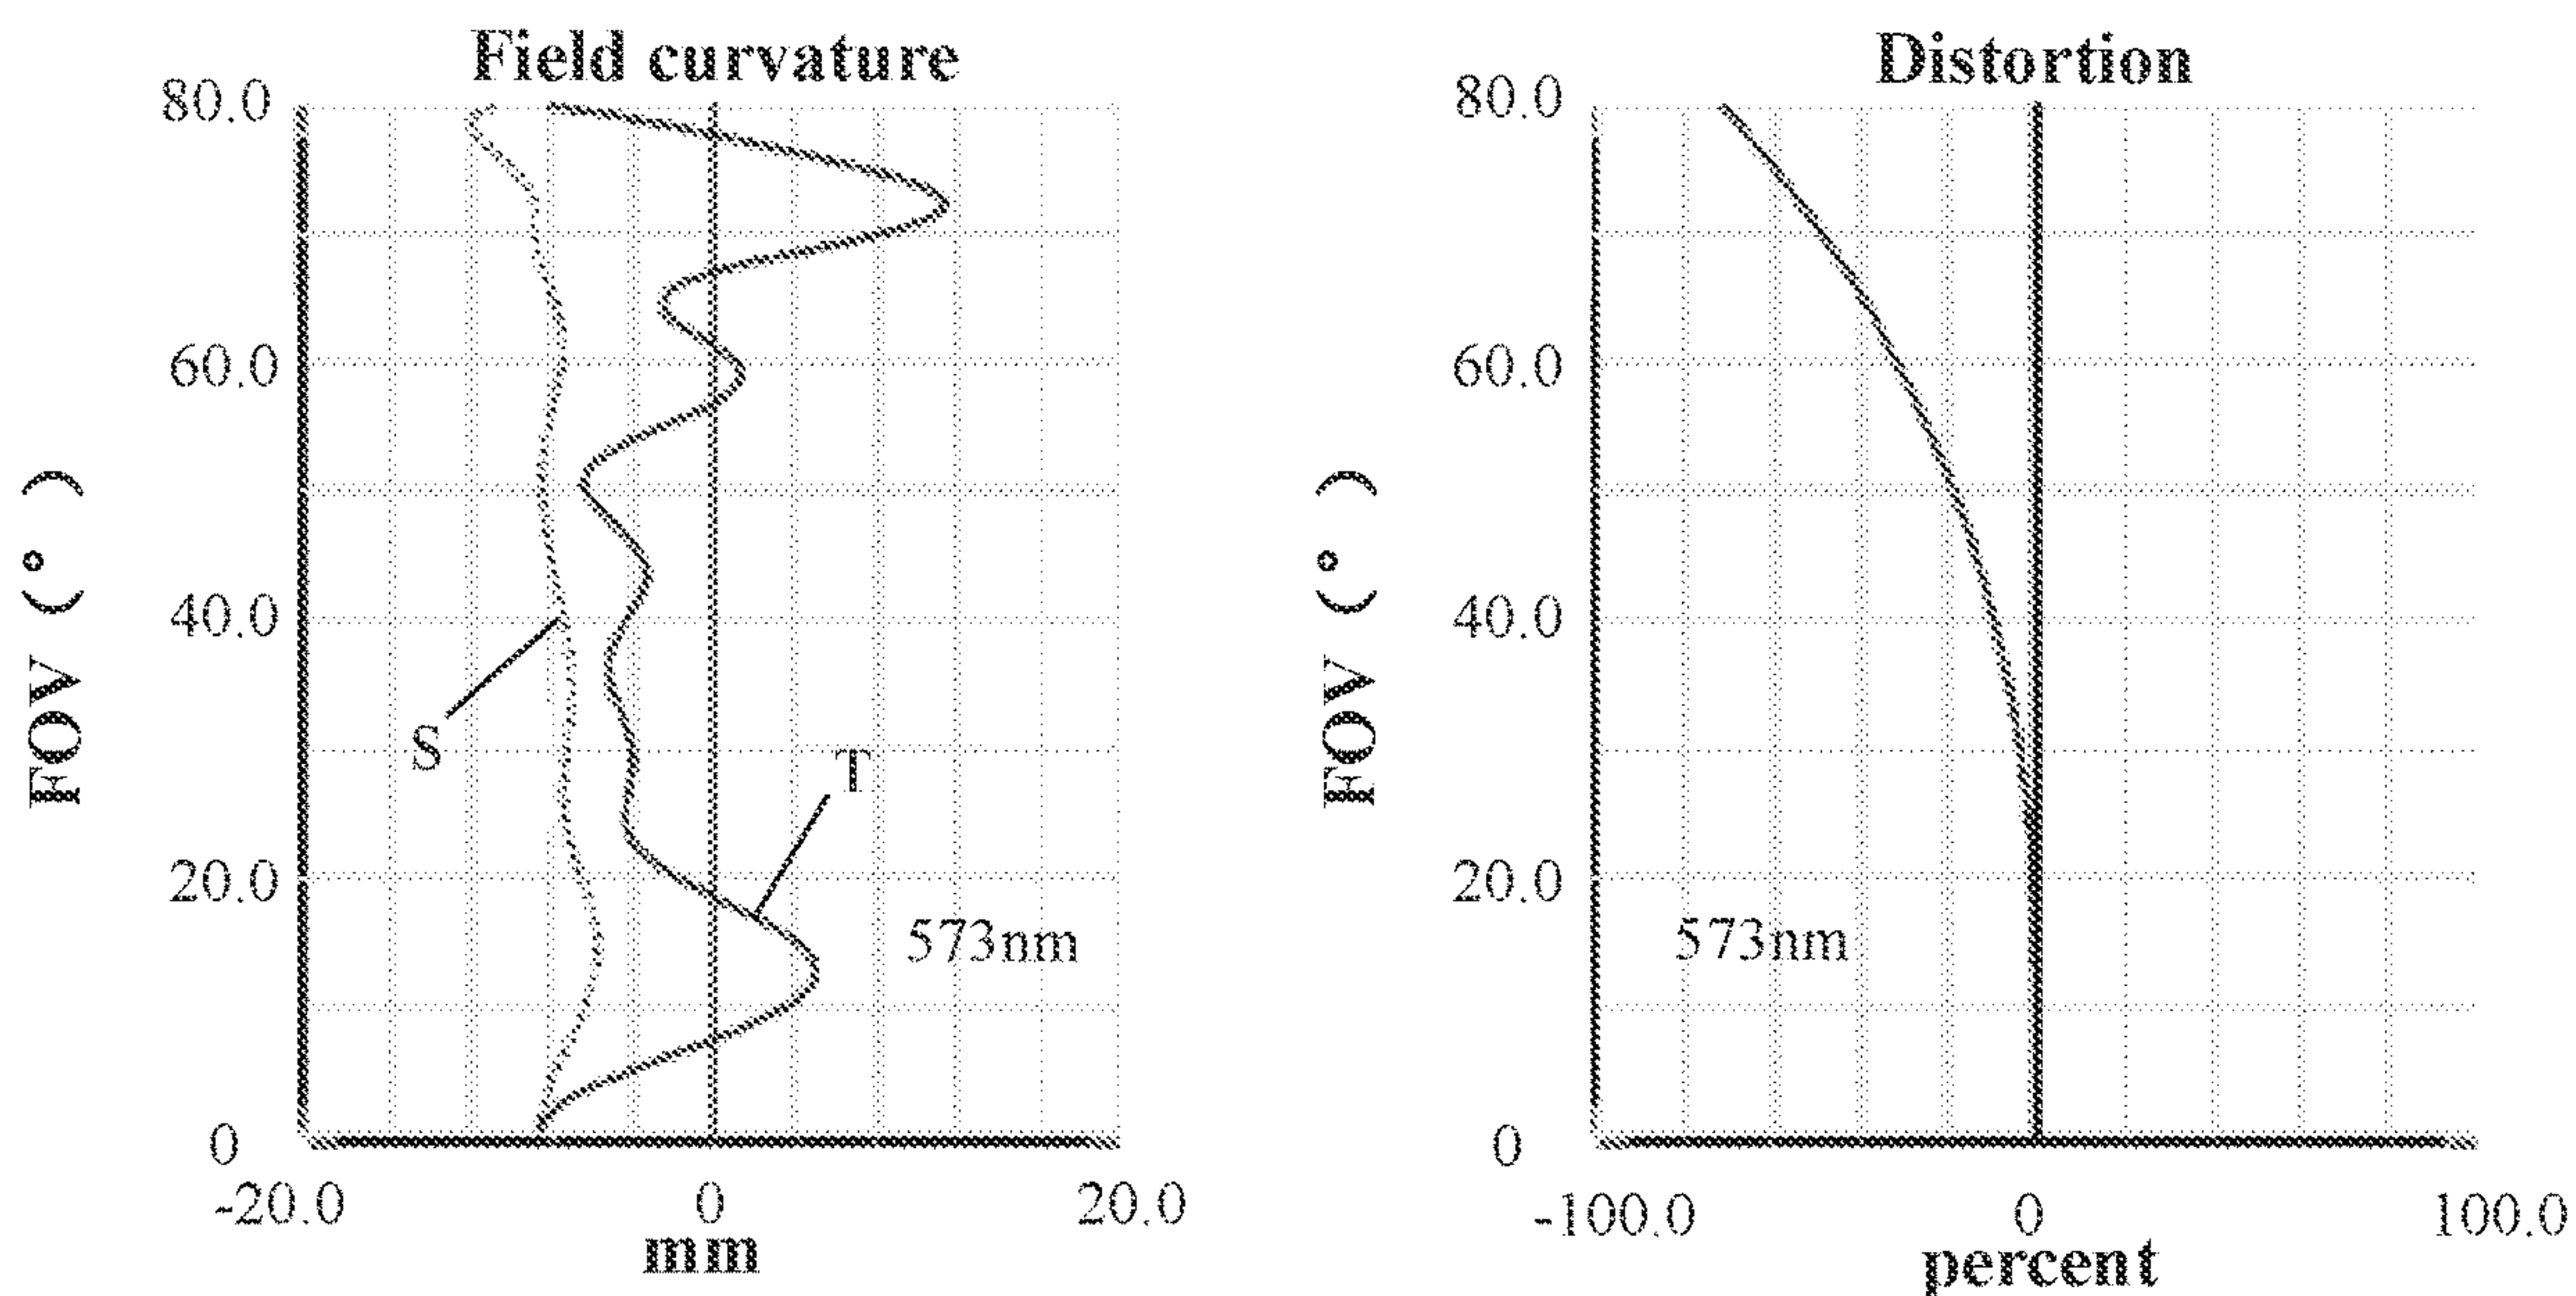 Field curvature
80.0
60.0
40.0
20.0
0
FOV (°)
S
T
573nm
-20.0 0 20.0
mm
Distortion
80.0
60.0
40.0
20.0
0
FOV (°)
573nm
-100.0 0 100.0
percent